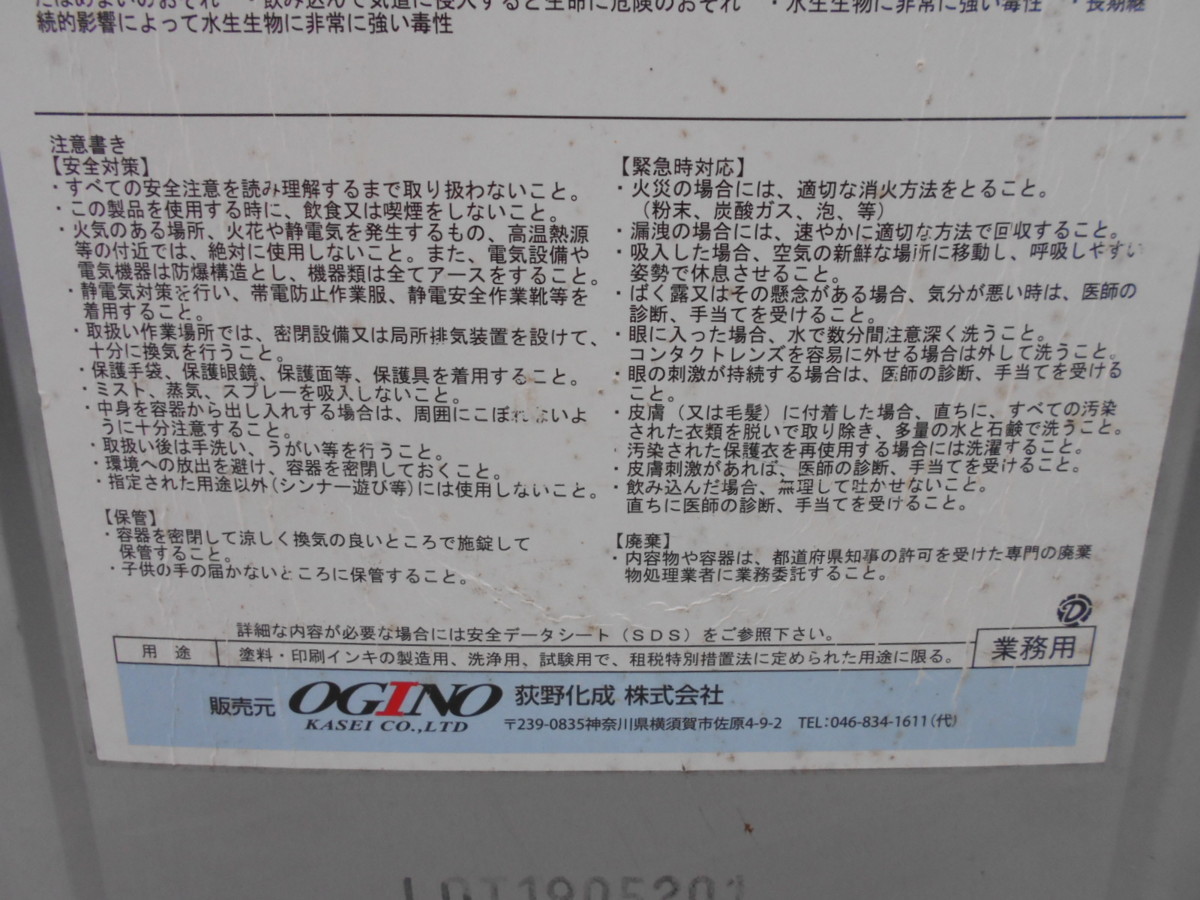 ・飲み込んで気道に侵入すると生命に危険のおそれ ・水生生物に非常に強い毒性 ・長期継
続的影響によって水生生物に非常に強い毒性
注意書き
【安全対策】
・すべての安全注意を読み理解するまで取り扱わないこと。
・この製品を使用する時に、飲食又は喫煙をしないこと。
・火気のある場所、火花や静電気を発生するもの、高温熱源
等の付近では、絶対に使用しないこと。また、電気設備や
電気機器は防爆構造とし、機器類は全てアースをすること。
・静電気対策を行い、帯電防止作業服、静電安全作業靴等を
着用すること。
・取扱い作業場所では、密閉設備又は局所排気装置を設けて、
十分に換気を行うこと。
・保護手袋、保護眼鏡、保護面等、保護具を着用すること。
・ミスト、蒸気、スプレーを吸入しないこと。
・中身を容器から出し入れする場合は、周囲にこぼれないよ
うに十分注意すること。
・取扱い後は手洗い、うがい等を行うこと。
・環境への放出を避け、容器を密閉しておくこと。
・指定された用途以外(シンナー遊び等)には使用しないこと。
【保管】
・容器を密閉して涼しく換気の良いところで施錠して
保管すること。
・子供の手の届かないところに保管すること。
【緊急時対応】
・火災の場合には、適切な消火方法をとること。
(粉末、炭酸ガス、泡、等)
・漏洩の場合には、速やかに適切な方法で回収すること。
・吸入した場合、空気の新鮮な場所に移動し、呼吸しやすい
姿勢で休息させること。
・ばく露又はその懸念がある場合、気分が悪い時は、医師の
診断、手当てを受けること。
・眼に入った場合、水で数分間注意深く洗うこと。
コンタクトレンズを容易に外せる場合は外して洗うこと。
・眼の刺激が持続する場合は、医師の診断、手当てを受ける
こと。
・皮膚(又は毛髪)に付着した場合、直ちに、すべての汚染
された衣類を脱いで取り除き、多量の水と石鹸で洗うこと。
汚染された保護衣を再使用する場合には洗濯すること。
・皮膚刺激があれば、医師の診断、手当てを受けること。
・飲み込んだ場合、無理して吐かせないこと。
直ちに医師の診断、手当てを受けること。
【廃棄】
・内容物や容器は、都道府県知事の許可を受けた専門の廃棄
物処理業者に業務委託すること。
詳細な内容が必要な場合には安全データシート(SDS)をご参照下さい。
用途 塗料・印刷インキの製造用、洗浄用、試験用で、租税特別措置法に定められた用途に限る。
D
業務用
販売元 OGINO KASEI CO.,LTD 荻野化成 株式会社
〒239-0835神奈川県横須賀市佐原4-9-2 TEL:046-834-1611(代)